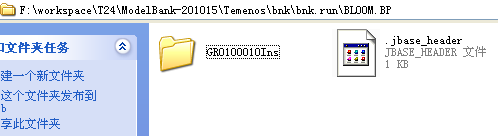 F:\workspace\T24\ModelBank-201015\Temenos\bnk\bnk.run\BLOOM.BP
文件夹任务
建一个新文件夹
这个文件夹发布到
b
享此文件夹
GR0100010Ins
.jbase_header
JBASE_HEADER 文件
1 KB